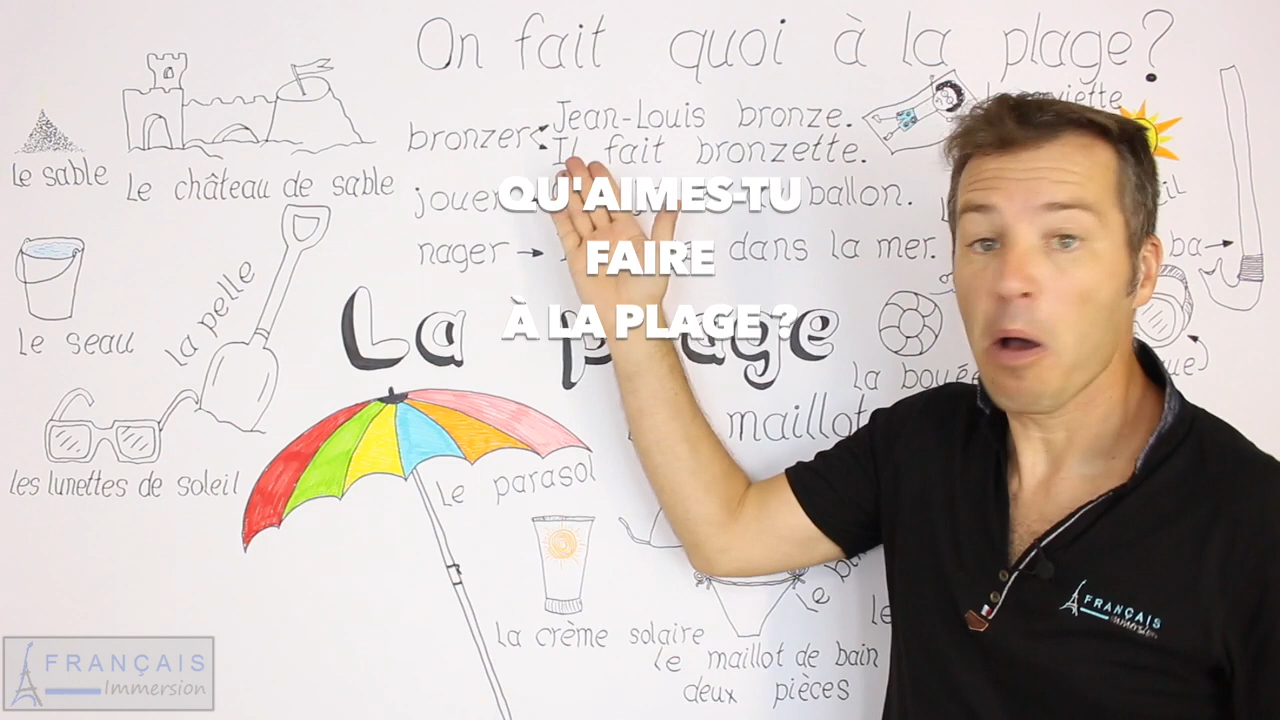 On fait quoi à la plage?
bronzer
Jean-Louis bronze.
Il fait bronzette.
jouer
ballon.
nager
dans la mer.
le sable
le château de sable
le seau
la pelle
les lunettes de soleil
QU'AIMES-TU
FAIRE
À LA PLAGE ?
La plage
la bouée
maillot
le parasol
la crème solaire
le maillot de bain
deux pièces
FRANÇAIS
Immersion
FRANÇAIS
Immersion